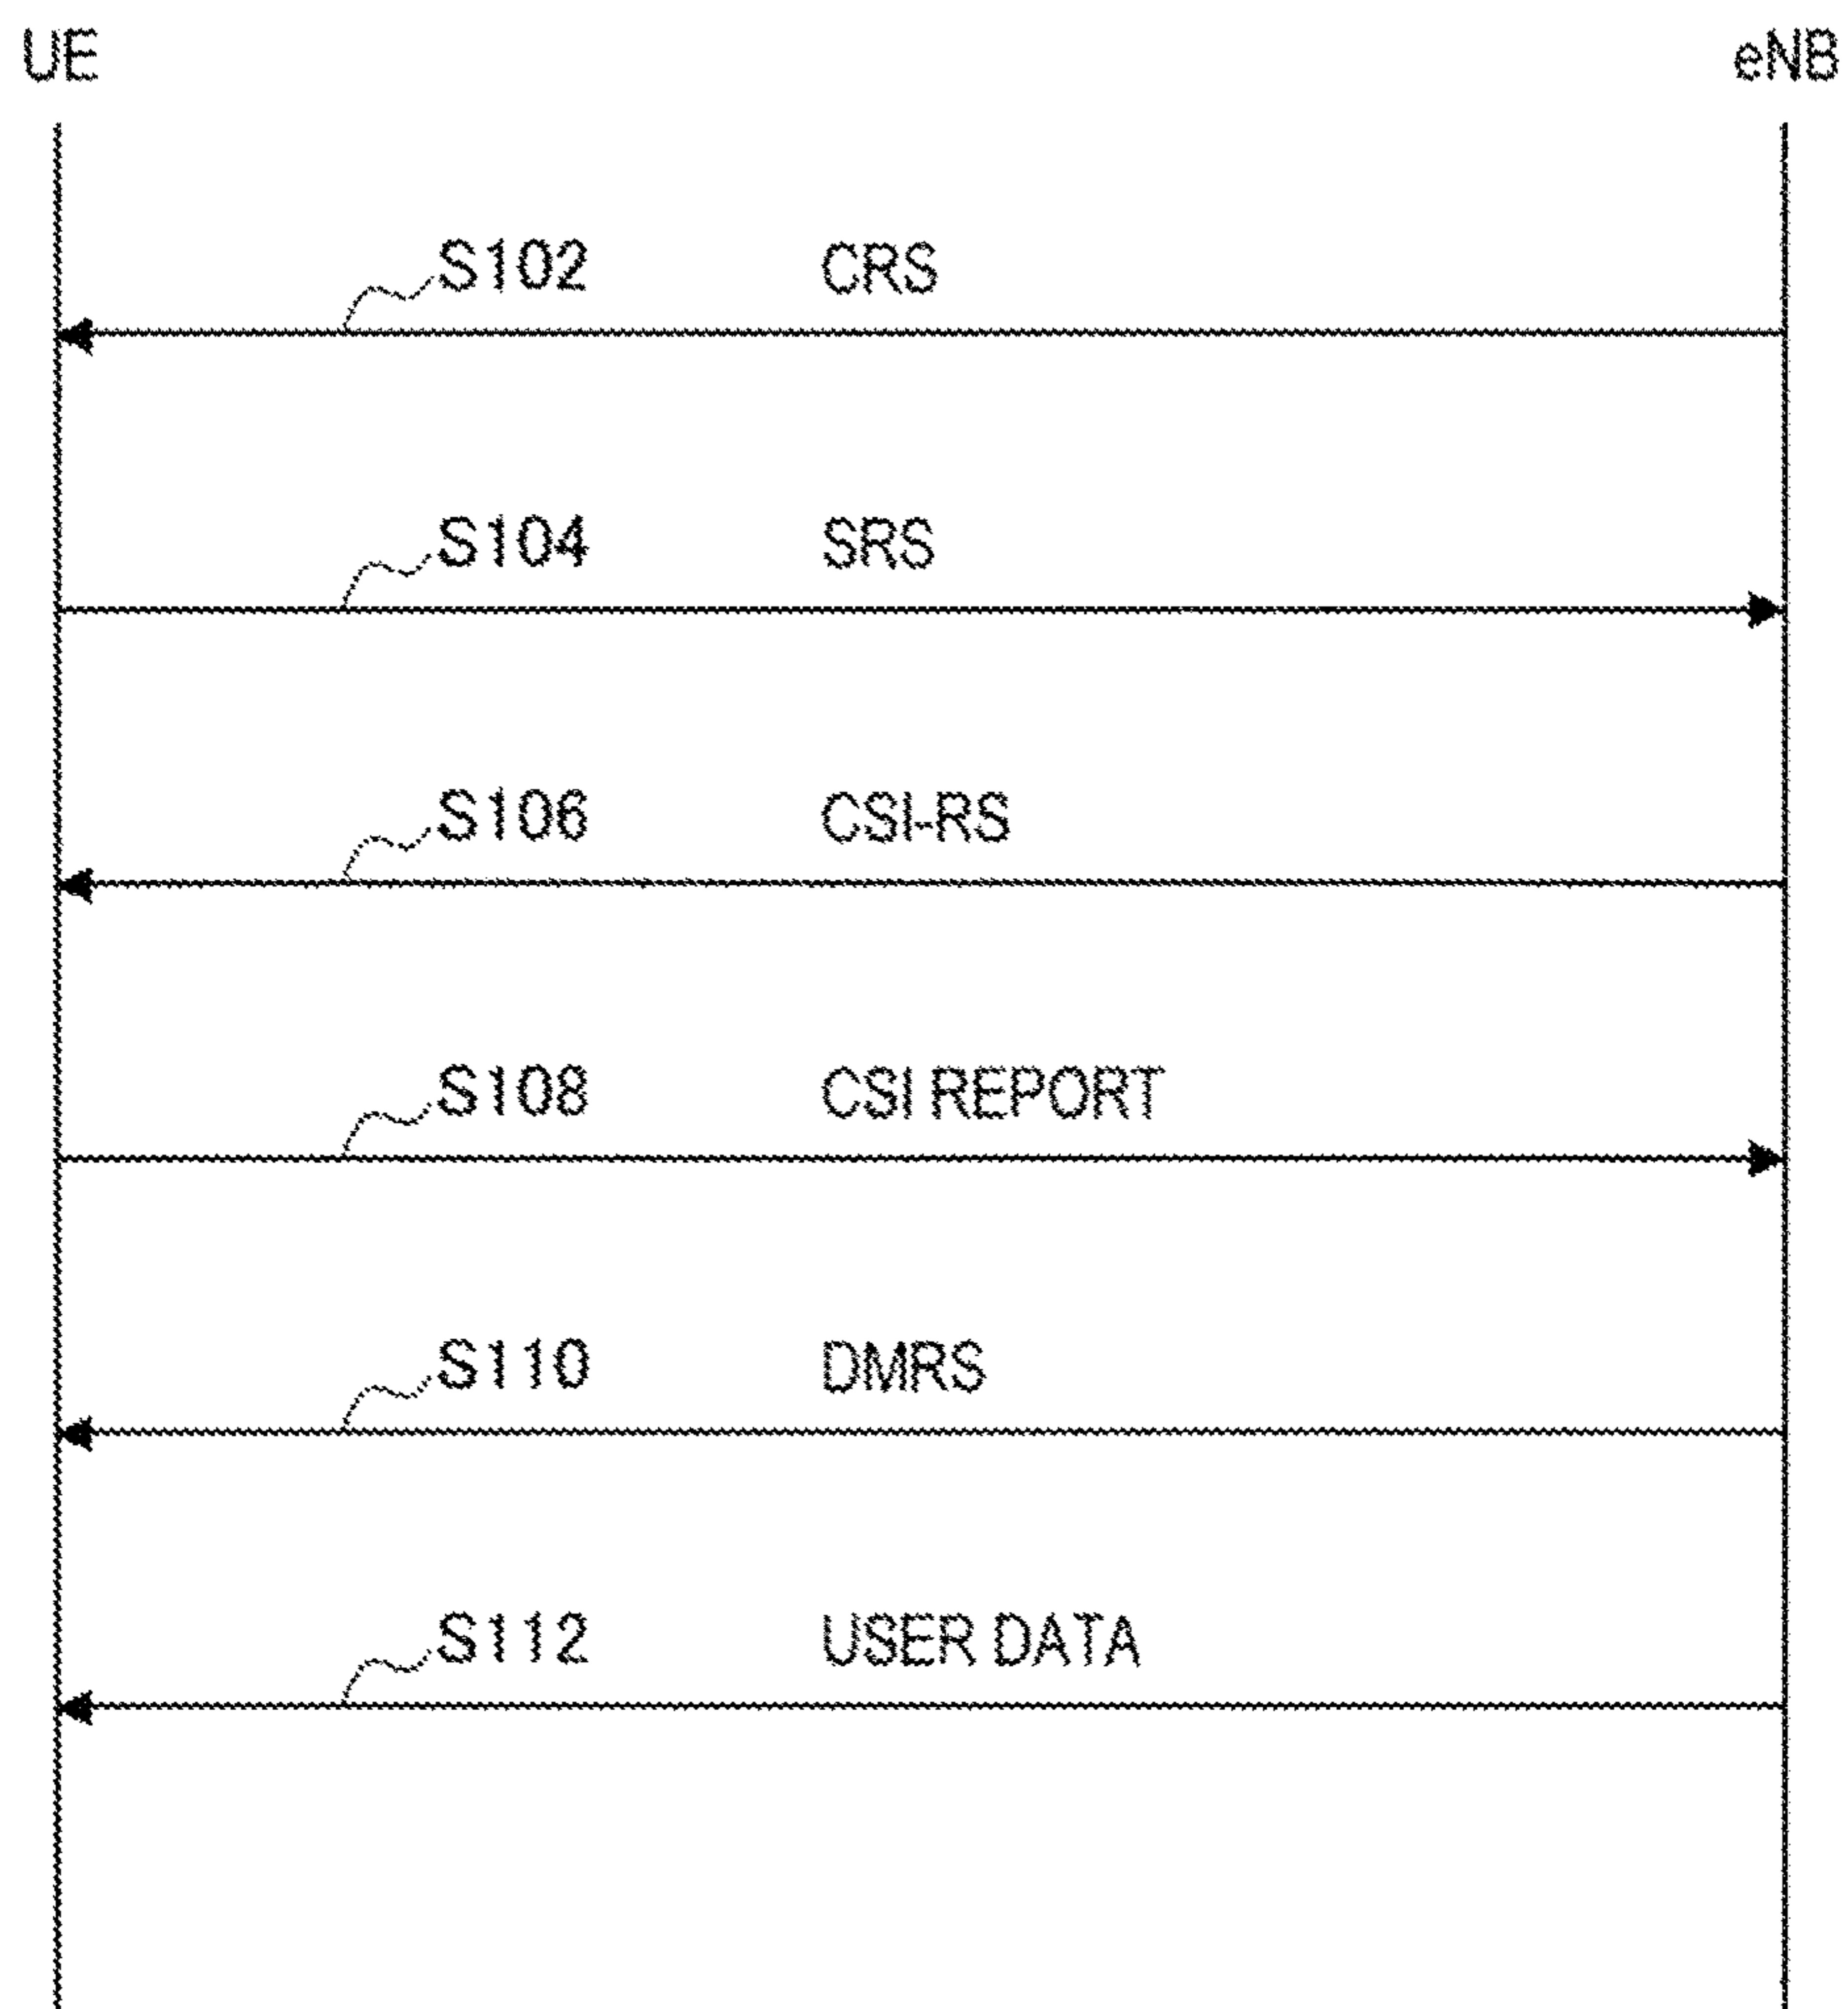 UE eNB
S102 CRS
S104 SRS
S106 CSI-RS
S108 CSI REPORT
S110 DMRS
S112 USER DATA